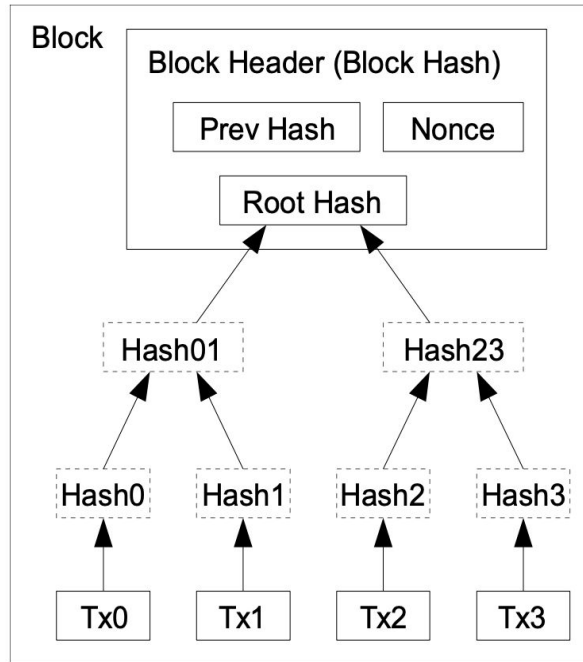 Block
Block Header (Block Hash)
Prev Hash Nonce
Root Hash
Hash01 Hash23
Hash0 Hash1 Hash2 Hash3
Tx0 Tx1 Tx2 Tx3